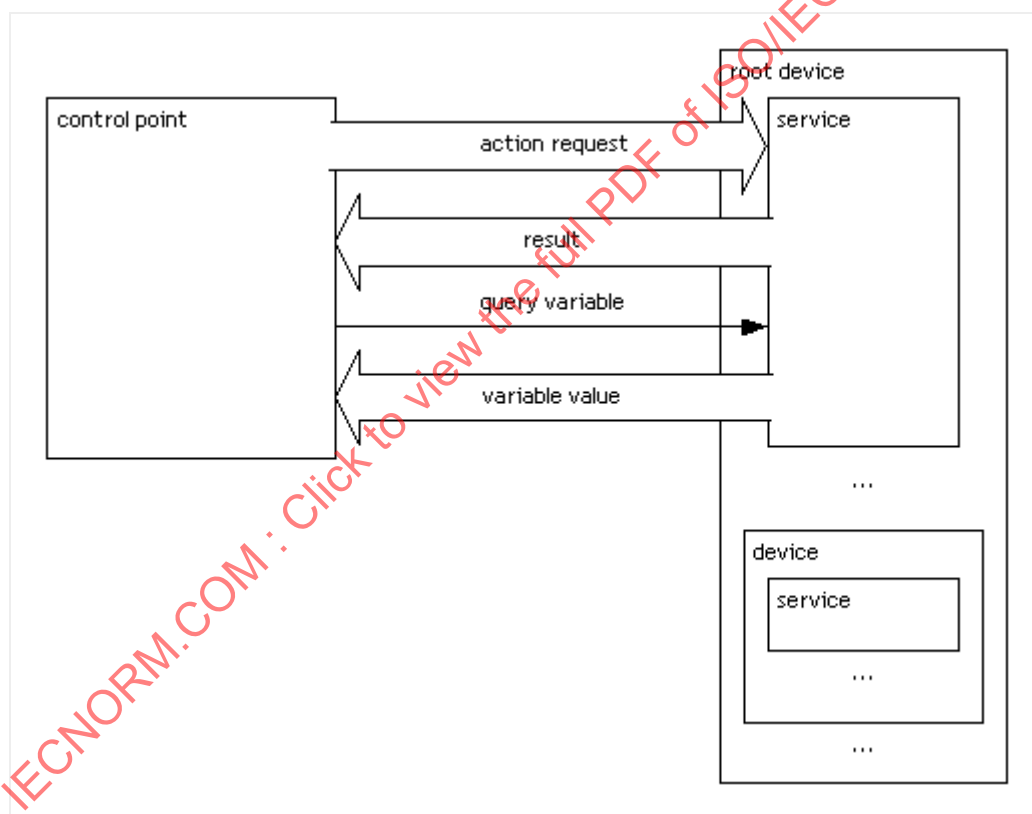 root device
control point
service
action request
result
query variable
variable value
...
device
service
...
...
IECNORM.COM : Click to view the full PDF of ISO/IEC